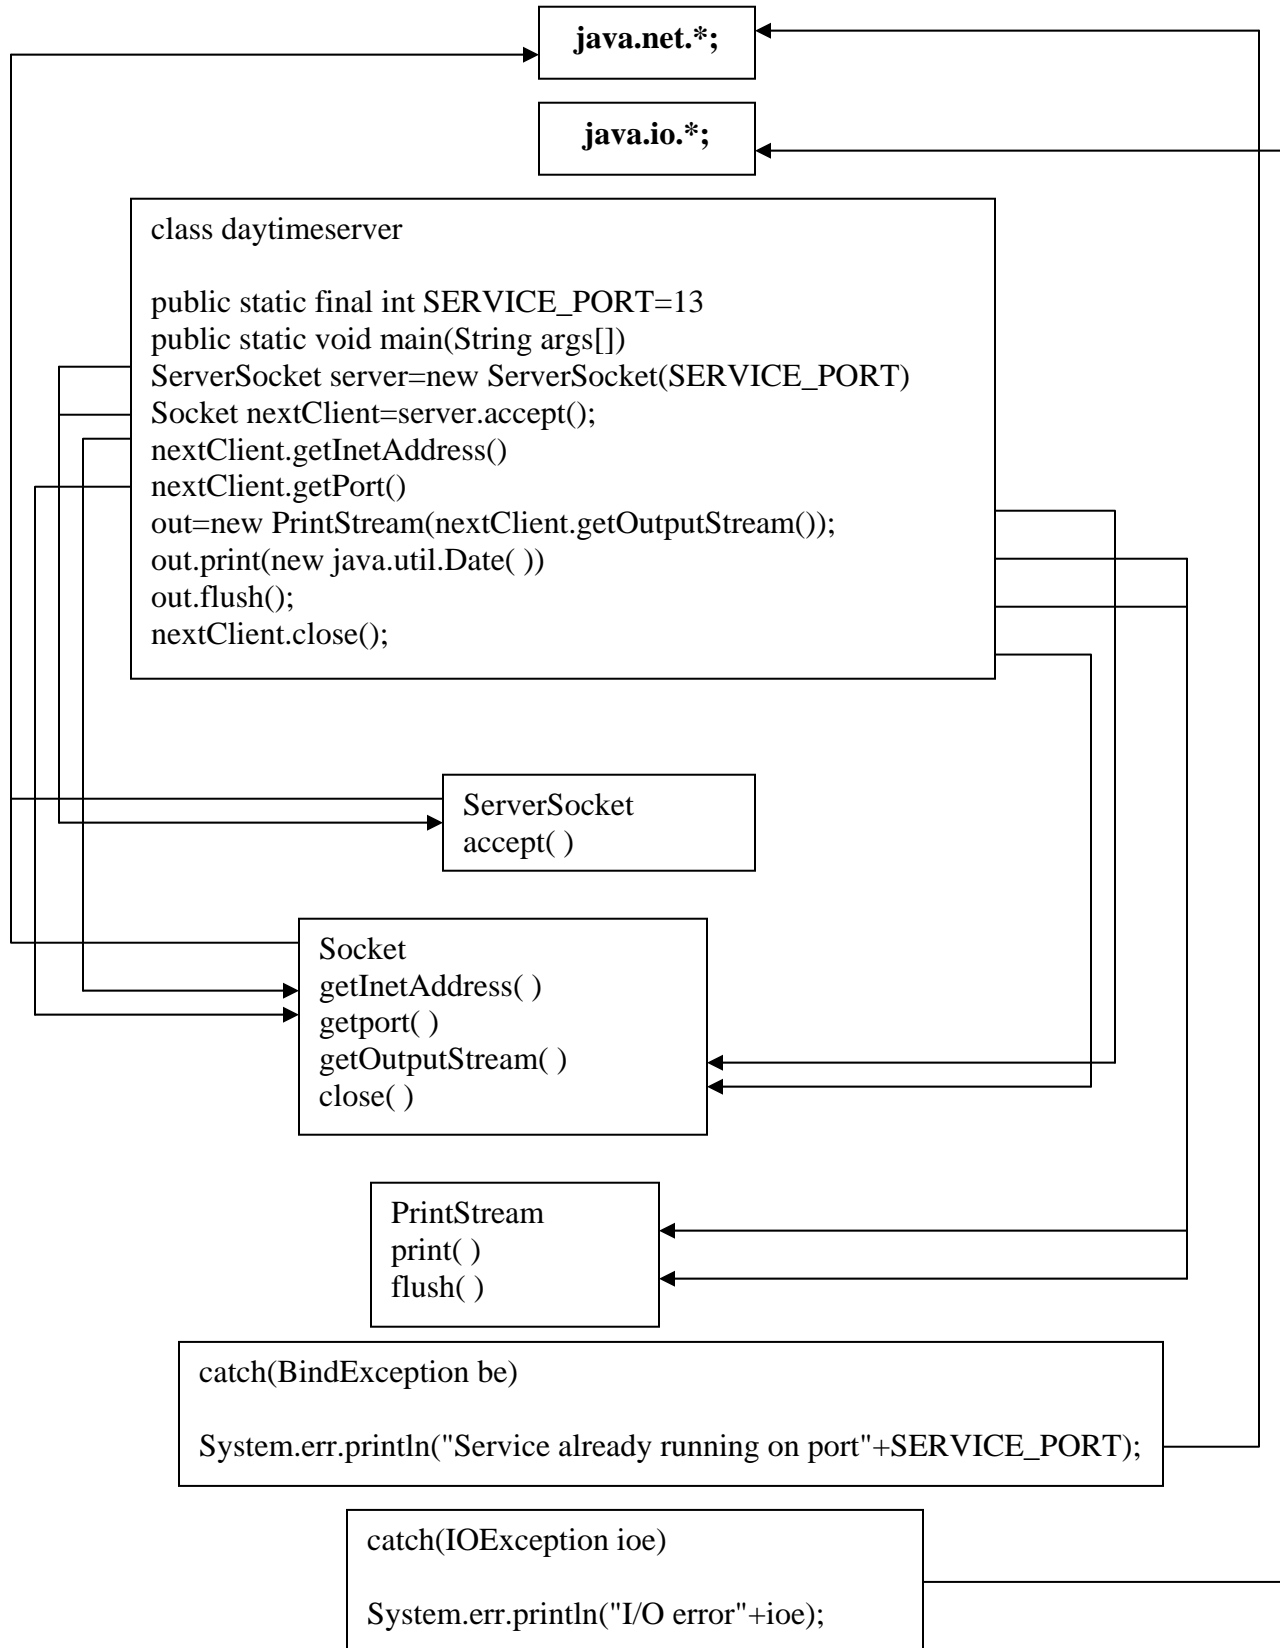 java.net.*;
java.io.*;
class daytimeserver
public static final int SERVICE_PORT=13
public static void main(String args[])
ServerSocket server=new ServerSocket(SERVICE_PORT)
Socket nextClient=server.accept();
nextClient.getInetAddress()
nextClient.getPort()
out=new PrintStream(nextClient.getOutputStream());
out.print(new java.util.Date( ))
out.flush();
nextClient.close();
ServerSocket
accept( )
Socket
getInetAddress( )
getport( )
getOutputStream( )
close( )
PrintStream
print( )
flush( )
catch(BindException be)
System.err.println("Service already running on port"+SERVICE_PORT);
catch(IOException ioe)
System.err.println("I/O error"+ioe);